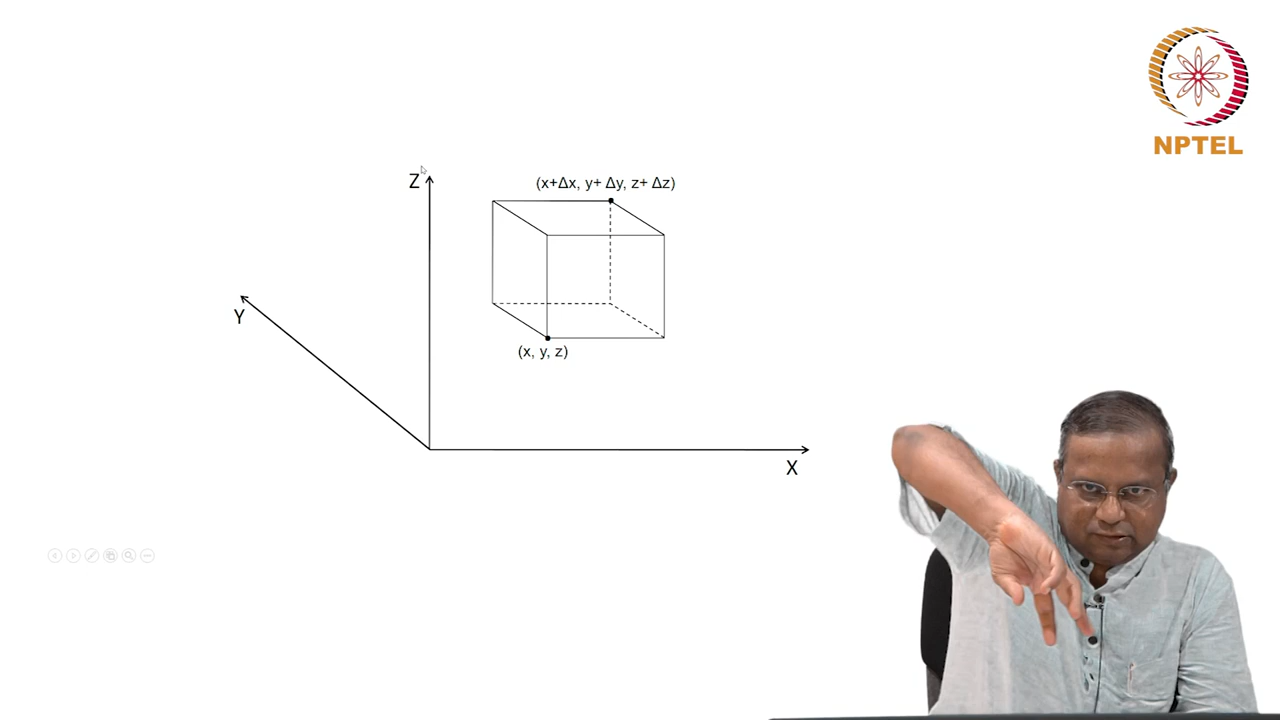 NPTEL
Z
(x+Δx, y+ Δy, z+ Δz)
Y
(x, y, z)
X